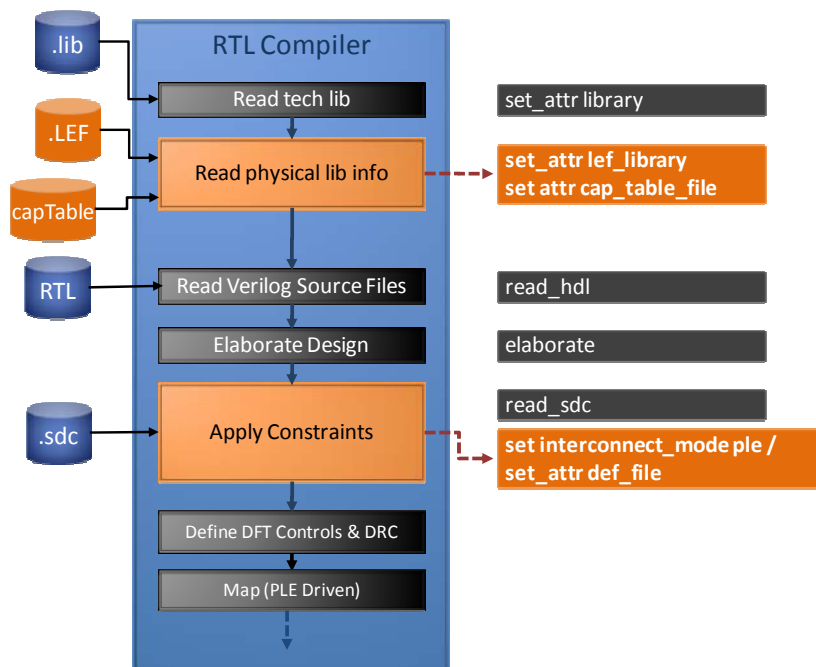 .lib
RTL Compiler
Read tech lib
set_attr library
.LEF
Read physical lib info
set_attr lef_library
set attr cap_table_file
capTable
RTL
Read Verilog Source Files
read_hdl
Elaborate Design
elaborate
read_sdc
.sdc
Apply Constraints
set interconnect_mode ple /
set_attr def_file
Define DFT Controls & DRC
Map (PLE Driven)